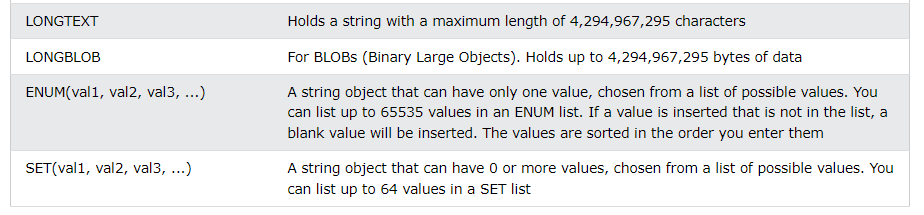 LONGTEXT Holds a string with a maximum length of 4,294,967,295 characters
LONGBLOB For BLOBs (Binary Large Objects). Holds up to 4,294,967,295 bytes of data
ENUM(val1, val2, val3, ...) A string object that can have only one value, chosen from a list of possible values. You
can list up to 65535 values in an ENUM list. If a value is inserted that is not in the list, a
blank value will be inserted. The values are sorted in the order you enter them
SET(val1, val2, val3, ...) A string object that can have 0 or more values, chosen from a list of possible values. You
can list up to 64 values in a SET list